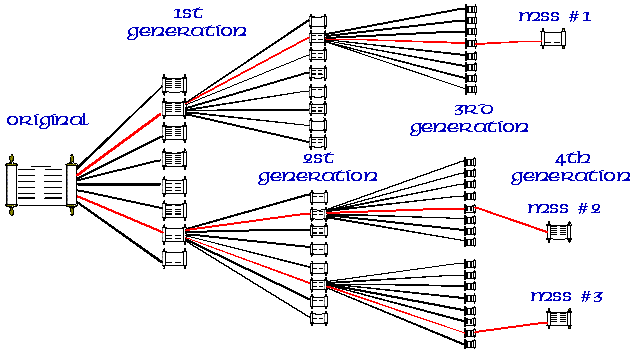 1st
generation
mss #1
original
3rd
generation
2st
generation
4th
generation
mss #2
mss #3